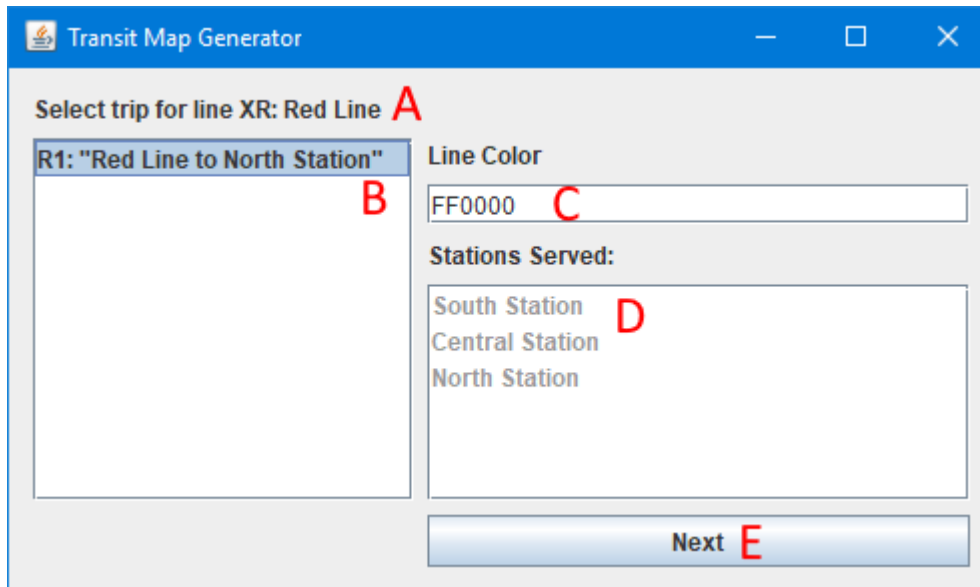 Transit Map Generator
Select trip for line XR: Red Line A
R1: "Red Line to North Station"
B
Line Color
FF0000 C
Stations Served:
South Station
D
Central Station
North Station
Next E